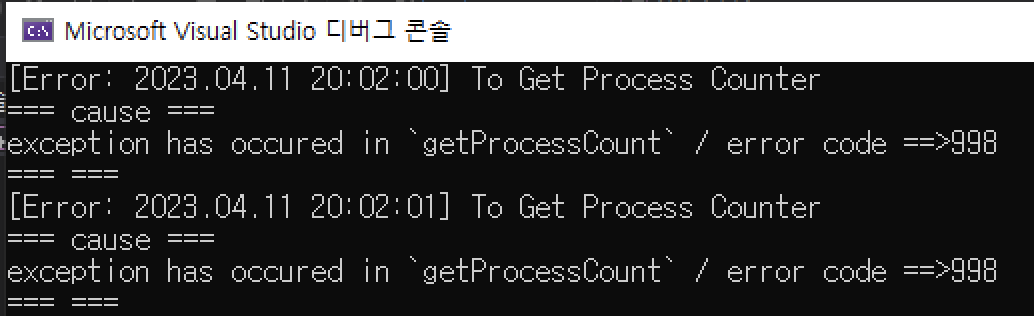 Microsoft Visual Studio 디버그 콘솔
[Error: 2023.04.11 20:02:00] To Get Process Counter
=== cause ===
exception has occured in `getProcessCount` / error code ==>998
=== ===
[Error: 2023.04.11 20:02:01] To Get Process Counter
=== cause ===
exception has occured in `getProcessCount` / error code ==>998
=== ===